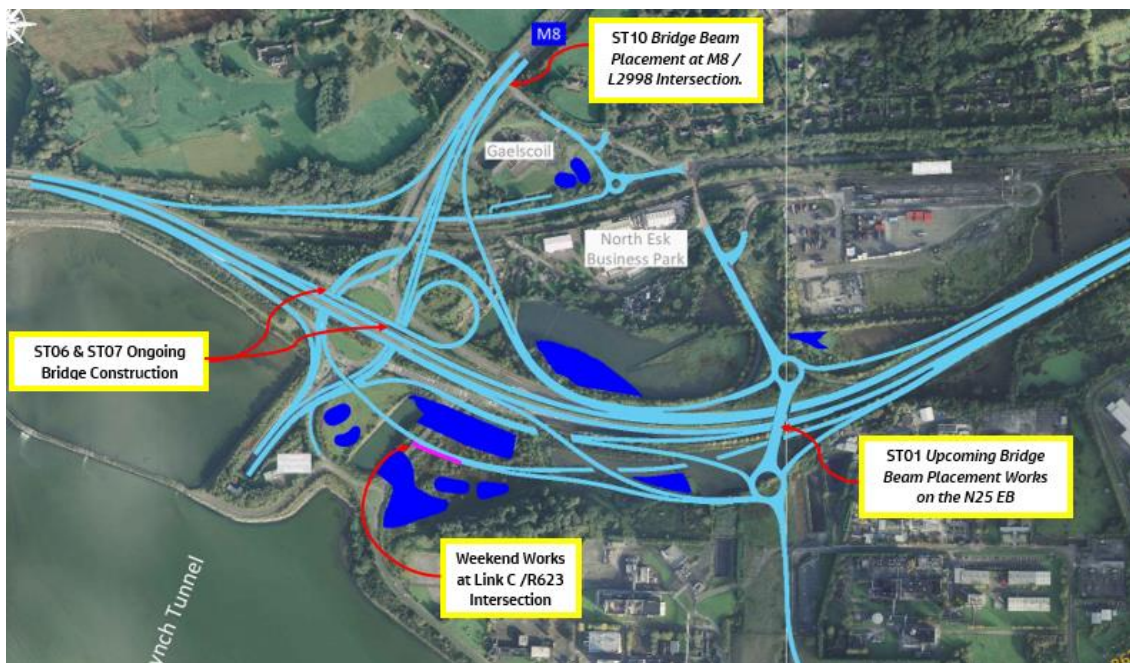 M8
ST10 Bridge Beam
Placement at M8 /
L2998 Intersection.
Gaelscoil
North Esk
Business Park
ST06 & ST07 Ongoing
Bridge Construction
ST01 Upcoming Bridge
Beam Placement Works
on the N25 EB
Weekend Works
at Link C /R623
Intersection
ynch Tunnel